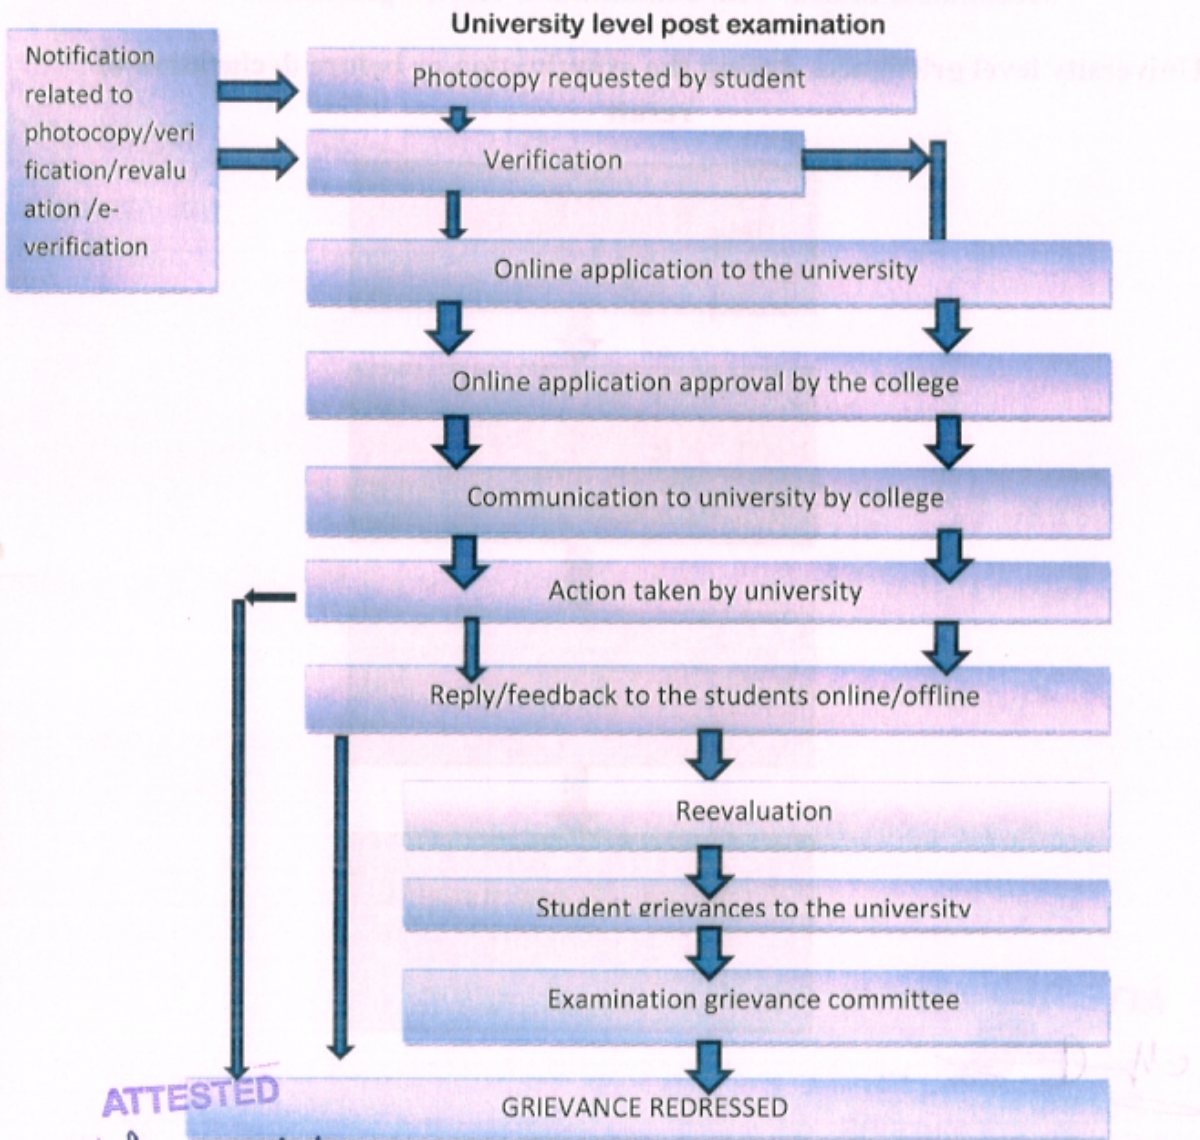 University level post examination
Notification
related to
photocopy/veri
fication/revalu
ation /e-
verification
Photocopy requested by student
Verification
Online application to the university
Online application approval by the college
Communication to university by college
Action taken by university
Reply/feedback to the students online/offline
Reevaluation
Student grievances to the university
Examination grievance committee
GRIEVANCE REDRESSED
ATTESTED